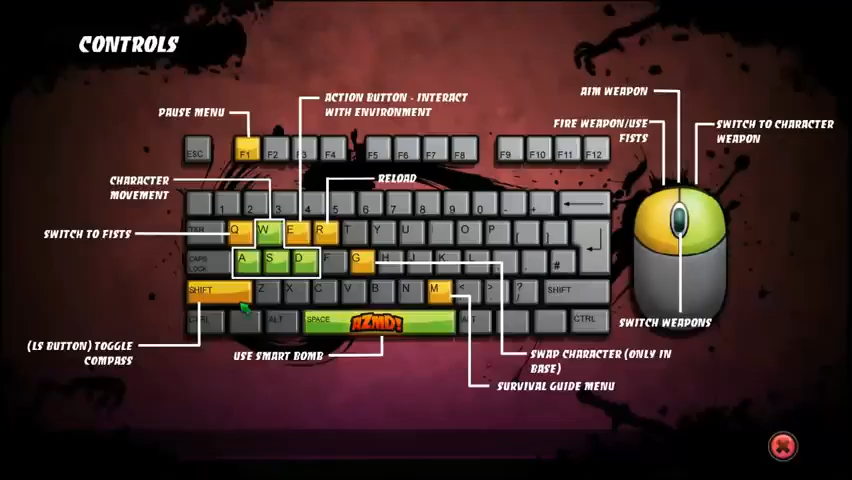 CONTROLS
ACTION BUTTON - INTERACT
WITH ENVIRONMENT
AIM WEAPON
PAUSE MENU
FIRE WEAPON/USE
FISTS
SWITCH TO CHARACTER
WEAPON
ESC F1 F2 F3 F4 F5 F6 F7 F8 F9 F10 F11 F12
CHARACTER
MOVEMENT
RELOAD
1 2 3 4 5 6 7 8 9 0 - +
SWITCH TO FISTS
Q W E R T Y U O P [ ]
CAPS
LOCK
A S D F G H J K L #
SHIFT Z X C V B N M < > ? / SHIFT
CTRL ALT SPACE AZMD! CTRL
SWITCH WEAPONS
(LS BUTTON) TOGGLE
COMPASS
USE SMART BOMB
SWAP CHARACTER (ONLY IN
BASE)
SURVIVAL GUIDE MENU